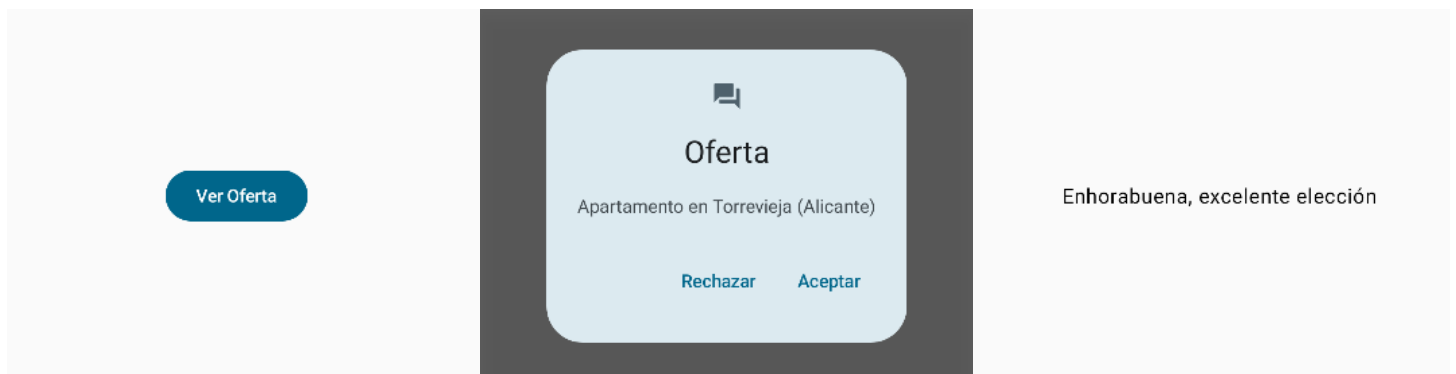 Ver Oferta
Oferta
Apartamento en Torrevieja (Alicante)
Rechazar Aceptar
Enhorabuena, excelente elección